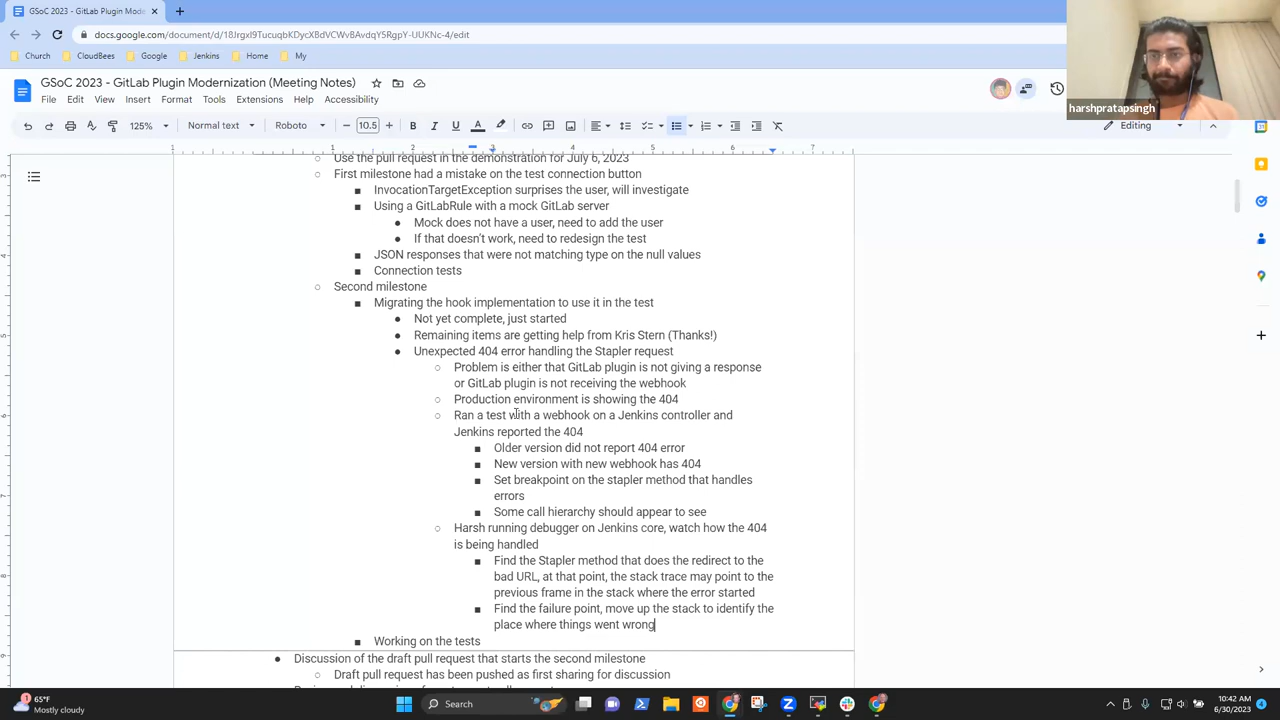 GSoC 2023 - GitLab Plugin Mod
docs.google.com/document/d/
Church
CloudBees
Google
Jenkins
Home
My
harshpratapsingh
GSoC 2023 - GitLab Plugin Modernization (Meeting Notes)
File Edit View Insert Format Tools Extensions Accessibility
125% Normal text Roboto 10.5 Editing
Use the pull request in the demonstration for July 6, 2023
First milestone had a mistake on the test connection button
InvocationTargetException surprises the user, will investigate
Using a GitLabRule with a mock GitLab server
Mock does not have a user, need to add the user
If that doesn't work, need to redesign the test
JSON responses that were not matching type on the null values
Connection tests
Second milestone
Migrating the hook implementation to use it in the test
Not yet complete, just started
Remaining items are getting help from Kris Stern (Thanks!)
Unexpected 404 error handling the Stapler request
Problem is either that GitLab plugin is not giving a response
or GitLab plugin is not receiving the webhook
Production environment is showing the 404
Ran a test with a webhook on a Jenkins controller and
Jenkins reported the 404
Older version did not report 404 error
New version with new webhook has 404
Set breakpoint on the stapler method that handles
errors
Some call hierarchy should appear to see
Harsh running debugger on Jenkins core, watch how the 404
is being handled
Find the Stapler method that does the redirect to the
bad URL, at that point, the stack trace may point to the
previous frame in the stack where the error started
Find the failure point, move up the stack to identify the
place where things went wrong
Working on the tests
Discussion of the draft pull request that starts the second milestone
Draft pull request has been pushed as first sharing for discussion
65°F
Mostly cloudy
Search
10:42 AM
6/30/2023